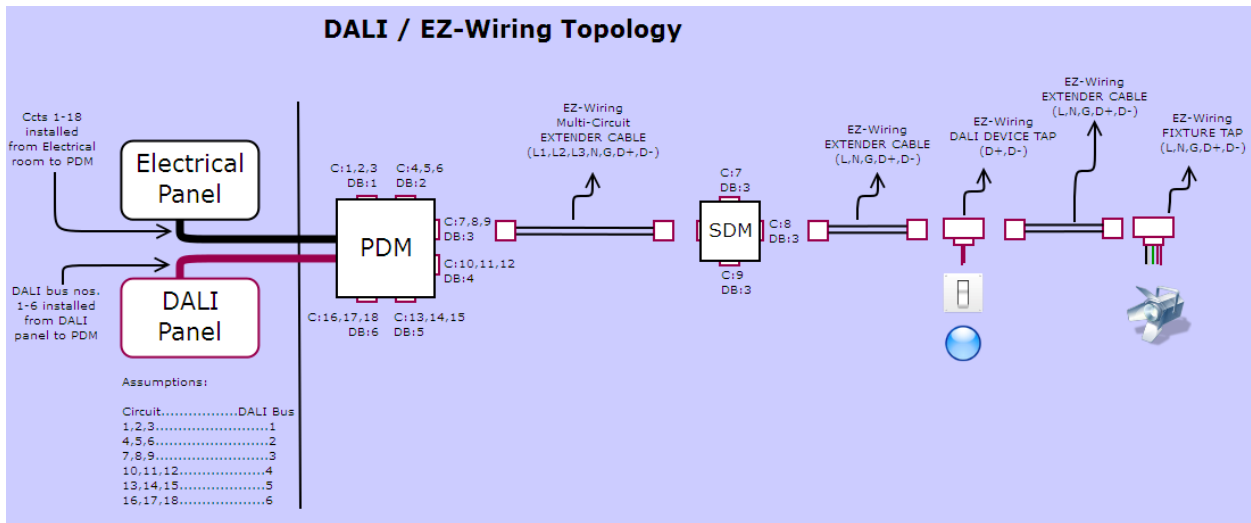 DALI / EZ-Wiring Topology
Ccts 1-18
installed
from Electrical
room to PDM
Electrical
Panel
DALI bus nos.
1-6 installed
from DALI
panel to PDM
DALI
Panel
C:1,2,3
DB:1
C:4,5,6
DB:2
PDM
C:7,8,9
DB:3
C:10,11,12
DB:4
C:16,17,18
DB:6
C:13,14,15
DB:5
EZ-Wiring
Multi-Circuit
EXTENDER CABLE
(L1,L2,L3,N,G,D+,D-)
C:7
DB:3
SDM
C:8
DB:3
C:9
DB:3
EZ-Wiring
EXTENDER CABLE
(L,N,G,D+,D-)
EZ-Wiring
DALI DEVICE TAP
(D+,D-)
EZ-Wiring
EXTENDER CABLE
(L,N,G,D+,D-)
EZ-Wiring
FIXTURE TAP
(L,N,G,D+,D-)
Assumptions:
Circuit.................DALI Bus
1,2,3.........................1
4,5,6.........................2
7,8,9.........................3
10,11,12...................4
13,14,15...................5
16,17,18...................6